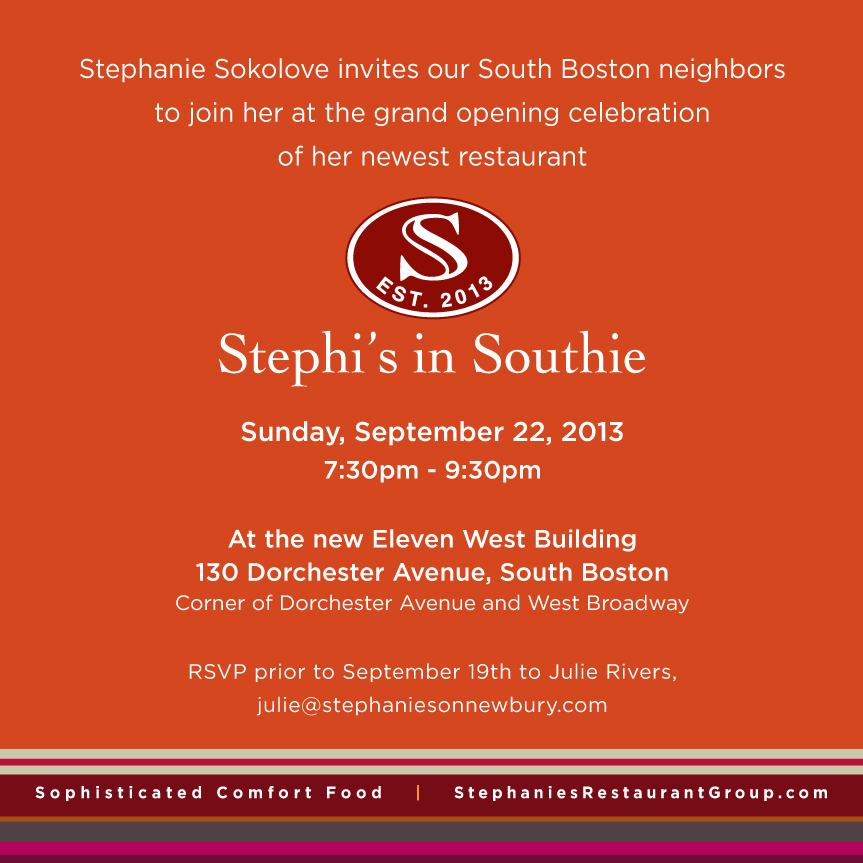 Stephanie Sokolove invites our South Boston neighbors
to join her at the grand opening celebration
of her newest restaurant
S
EST. 2013
Stephi's in Southie
Sunday, September 22, 2013
7:30pm - 9:30pm
At the new Eleven West Building
130 Dorchester Avenue, South Boston
Corner of Dorchester Avenue and West Broadway
RSVP prior to September 19th to Julie Rivers,
julie@stephaniesonnewbury.com
Sophisticated Comfort Food | StephaniesRestaurantGroup.com